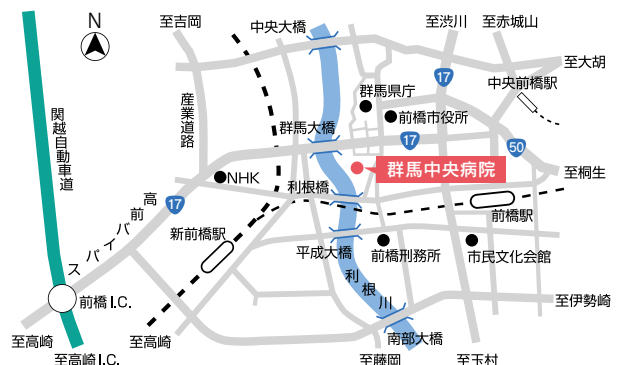 N
至吉岡
中央大橋
至渋川
至赤城山
至大胡
17
中央前橋駅
群馬県庁
前橋市役所
関越自動車道
産業道路
群馬大橋
17
50
群馬中央病院
至桐生
NHK
利根橋
17
高前バイパス
前橋駅
新前橋駅
平成大橋
前橋刑務所
市民文化会館
利根川
前橋I.C.
至伊勢崎
至高崎
至高崎
南部大橋
至高崎I.C.
至藤岡
至玉村